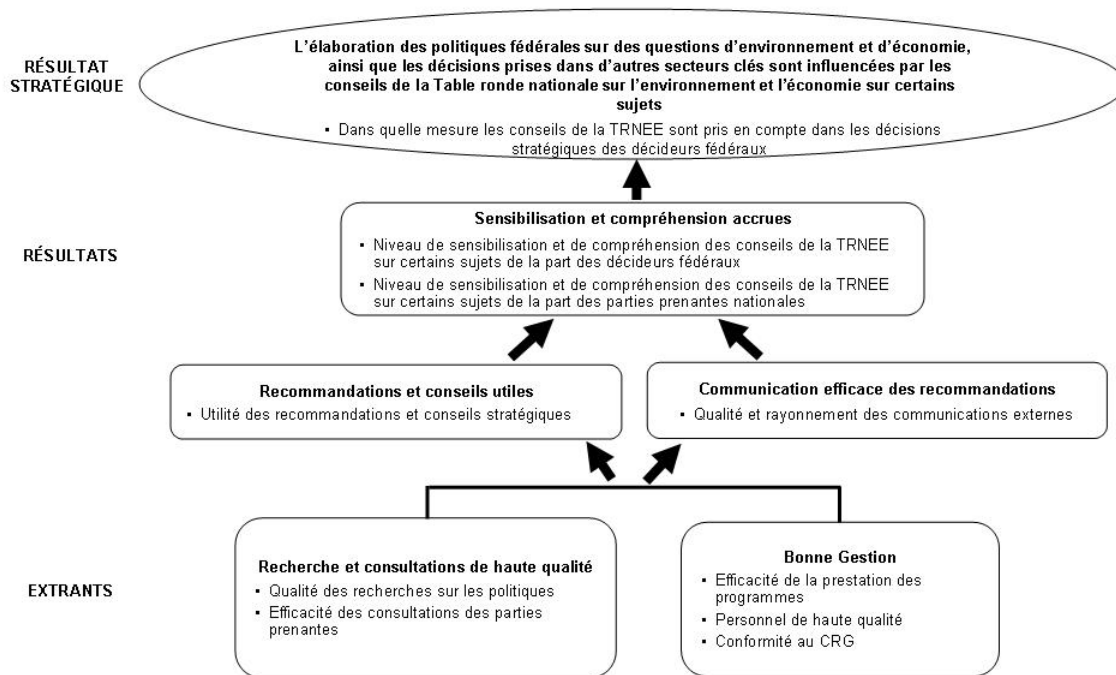 RÉSULTAT
STRATÉGIQUE
L'élaboration des politiques fédérales sur des questions d'environnement et d'économie,
ainsi que les décisions prises dans d'autres secteurs clés sont influencées par les
conseils de la Table ronde nationale sur l'environnement et l'économie sur certains
sujets
▪ Dans quelle mesure les conseils de la TRNEE sont pris en compte dans les décisions
stratégiques des décideurs fédéraux
RÉSULTATS
Sensibilisation et compréhension accrues
▪ Niveau de sensibilisation et de compréhension des conseils de la TRNEE
sur certains sujets de la part des décideurs fédéraux
▪ Niveau de sensibilisation et de compréhension des conseils de la TRNEE
sur certains sujets de la part des parties prenantes nationales
Recommandations et conseils utiles
▪ Utilité des recommandations et conseils stratégiques
Communication efficace des recommandations
▪ Qualité et rayonnement des communications externes
EXTRANTS
Recherche et consultations de haute qualité
▪ Qualité des recherches sur les politiques
▪ Efficacité des consultations des parties
prenantes
Bonne Gestion
▪ Efficacité de la prestation des
programmes
▪ Personnel de haute qualité
▪ Conformité au CRG